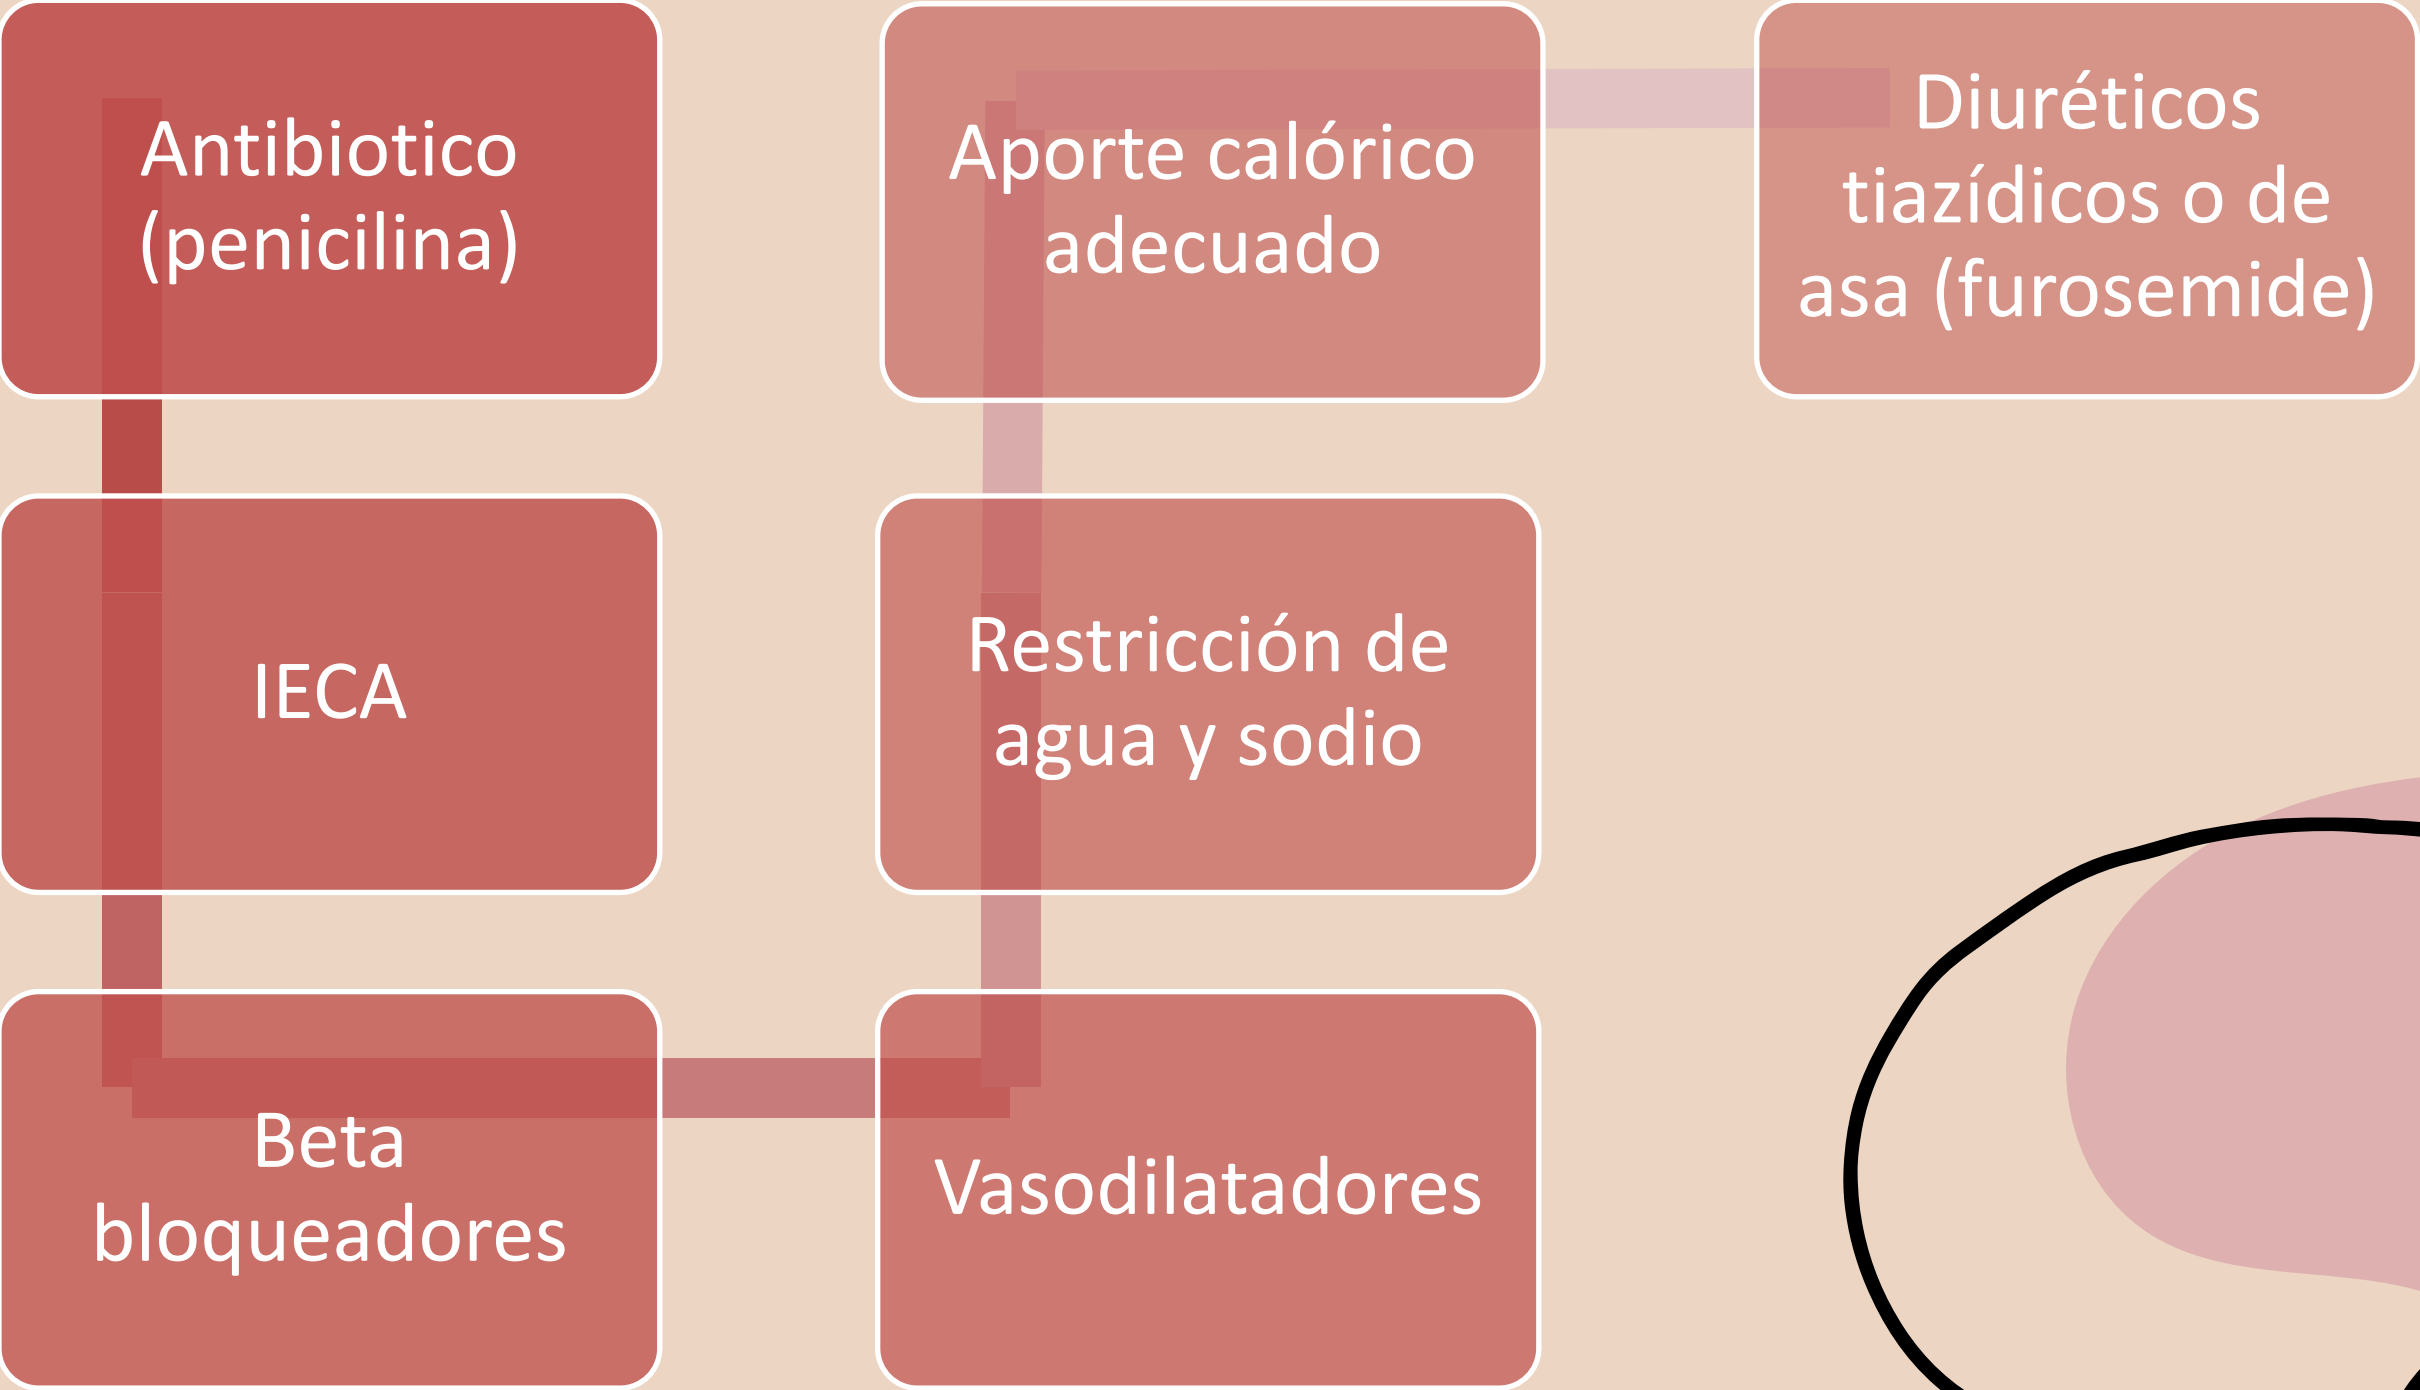 Antibiotico
(penicilina)
IECA
Beta
bloqueadores
Vasodilatadores
Restricción de
agua y sodio
Aporte calórico
adecuado
Diuréticos
tiazídicos o de
asa (furosemide)